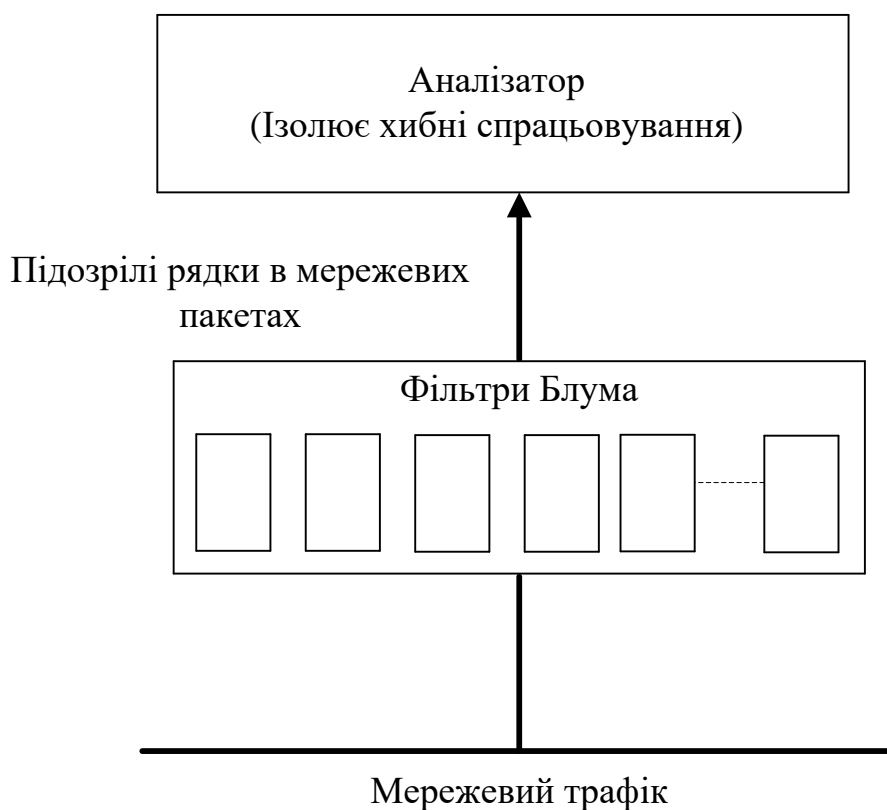 Аналізатор
(Ізолює хибні спрацьовування)
Підозрілі рядки в мережевих
пакетах
Фільтри Блума
Мережевий трафік